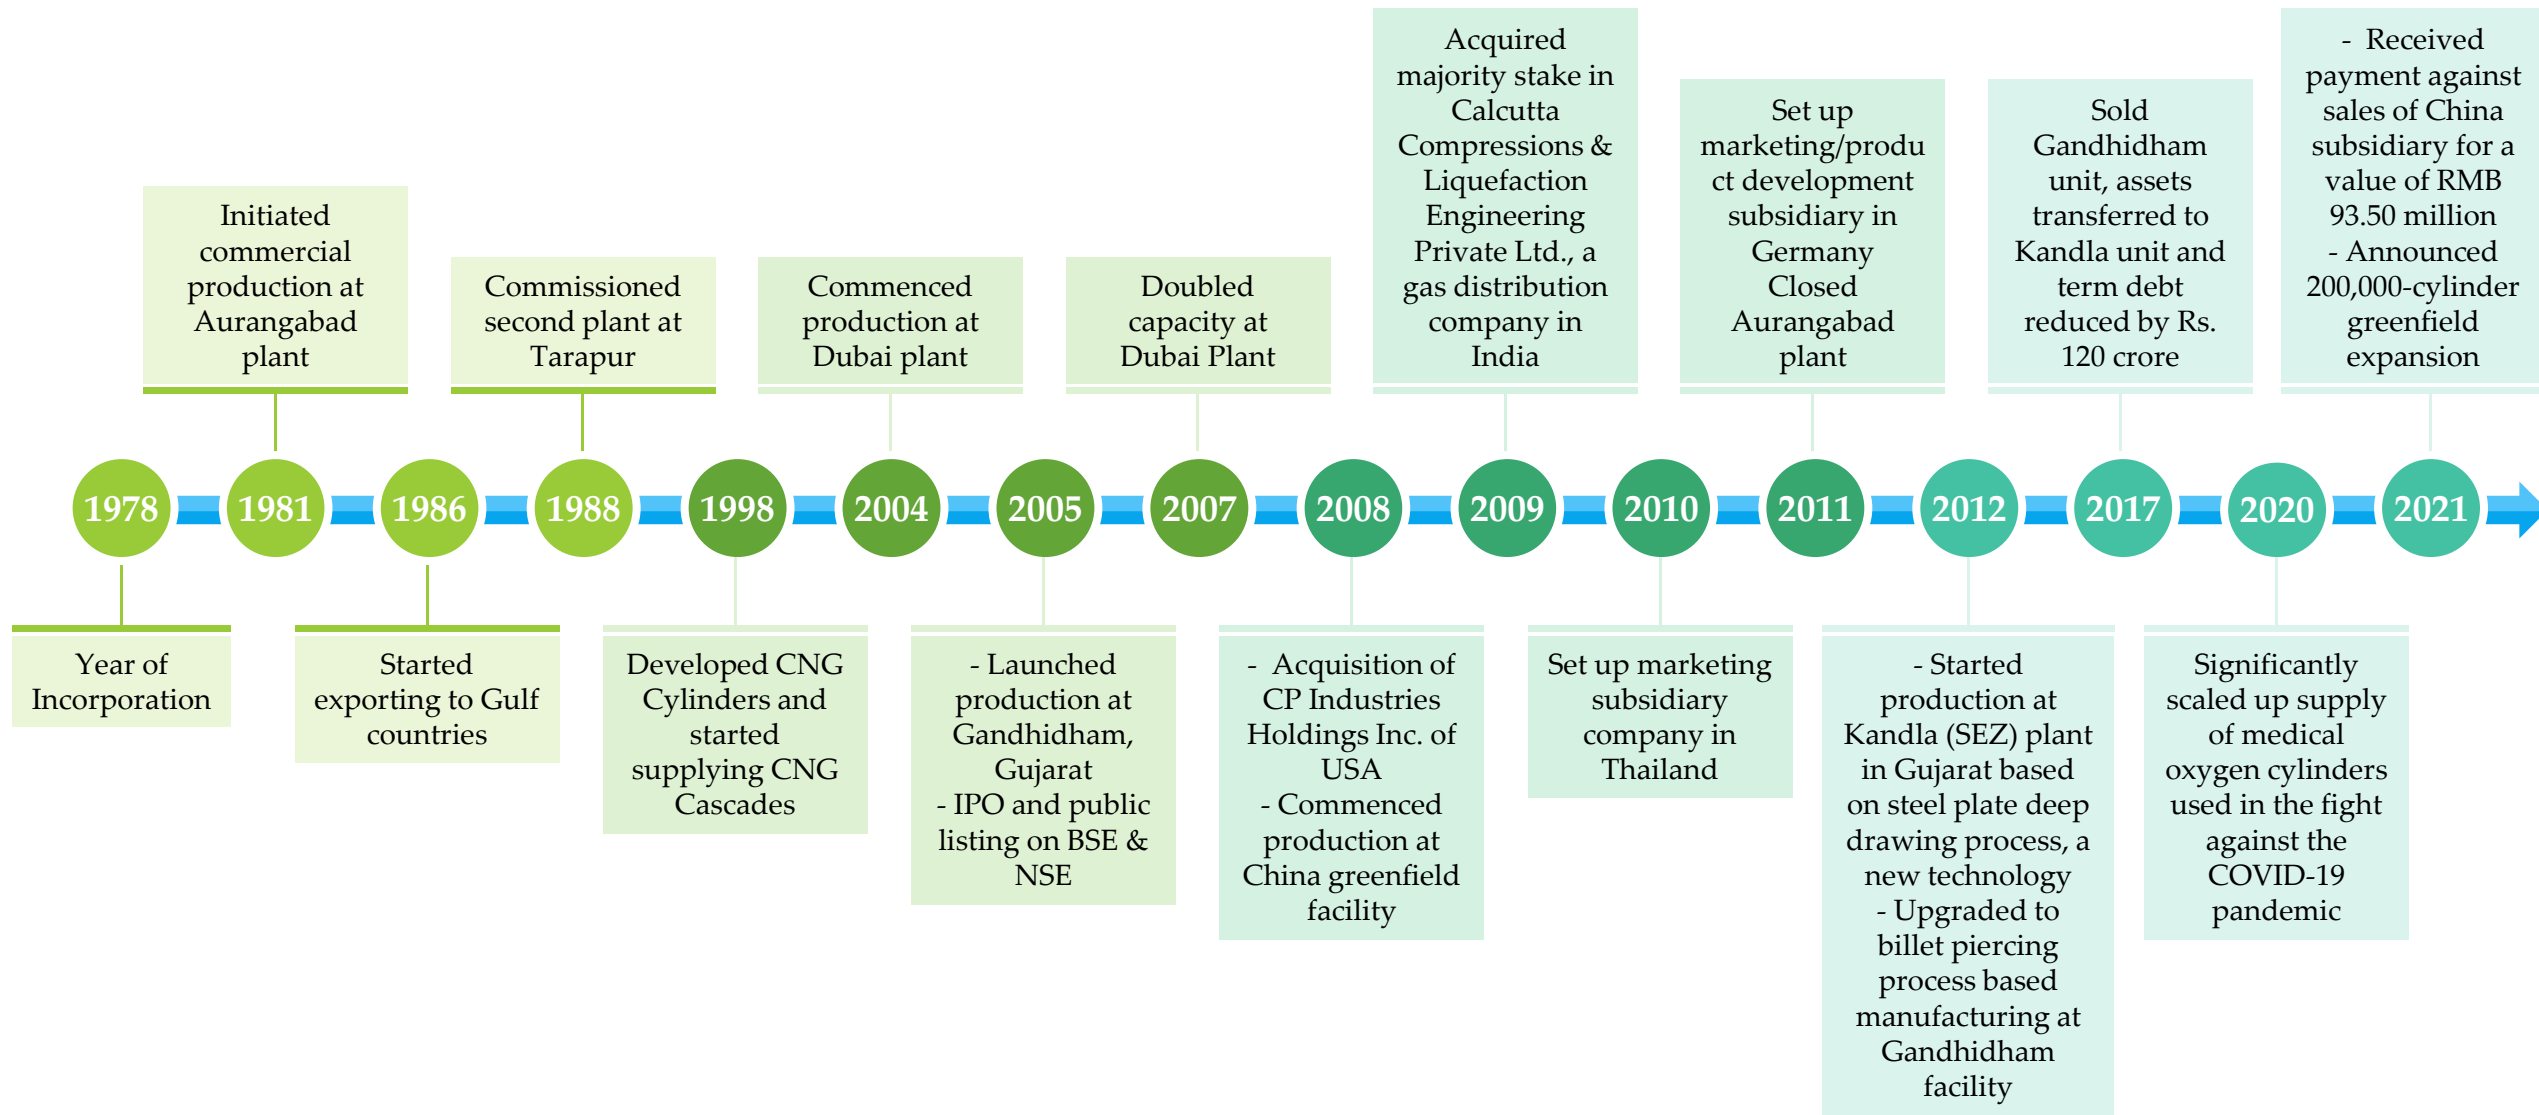 Initiated
commercial
production at
Aurangabad
plant
Commissioned
second plant at
Tarapur
Commenced
production at
Dubai plant
Doubled
capacity at
Dubai Plant
Acquired
majority stake in
Calcutta
Compressions &
Liquefaction
Engineering
Private Ltd., a
gas distribution
company in
India
Set up
marketing/produ
ct development
subsidiary in
Germany
Closed
Aurangabad
plant
Sold
Gandhidham
unit, assets
transferred to
Kandla unit and
term debt
reduced by Rs.
120 crore
- Received
payment against
sales of China
subsidiary for a
value of RMB
93.50 million
- Announced
200,000-cylinder
greenfield
expansion
1978 1981 1986 1988 1998 2004 2005 2007 2008 2009 2010 2011 2012 2017 2020 2021
Year of
Incorporation
Started
exporting to Gulf
countries
Developed CNG
Cylinders and
started
supplying CNG
Cascades
- Launched
production at
Gandhidham,
Gujarat
- IPO and public
listing on BSE &
NSE
- Acquisition of
CP Industries
Holdings Inc. of
USA
- Commenced
production at
China greenfield
facility
Set up marketing
subsidiary
company in
Thailand
- Started
production at
Kandla (SEZ) plant
in Gujarat based
on steel plate deep
drawing process, a
new technology
- Upgraded to
billet piercing
process based
manufacturing at
Gandhidham
facility
Significantly
scaled up supply
of medical
oxygen cylinders
used in the fight
against the
COVID-19
pandemic